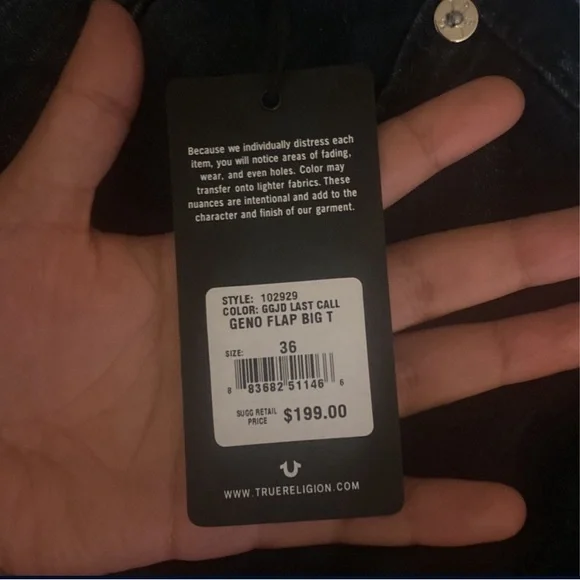 Because we individually distress each
item, you will notice areas of fading,
wear, and even holes. Color may
transfer onto lighter fabrics. These
nuances are intentional and add to the
character and finish of our garment.
STYLE: 102929
COLOR: GGJD LAST CALL
GENO FLAP BIG T
SIZE: 36
8 83682 51146 6
SUGG RETAIL
PRICE $199.00
WWW.TRUERELIGION.COM